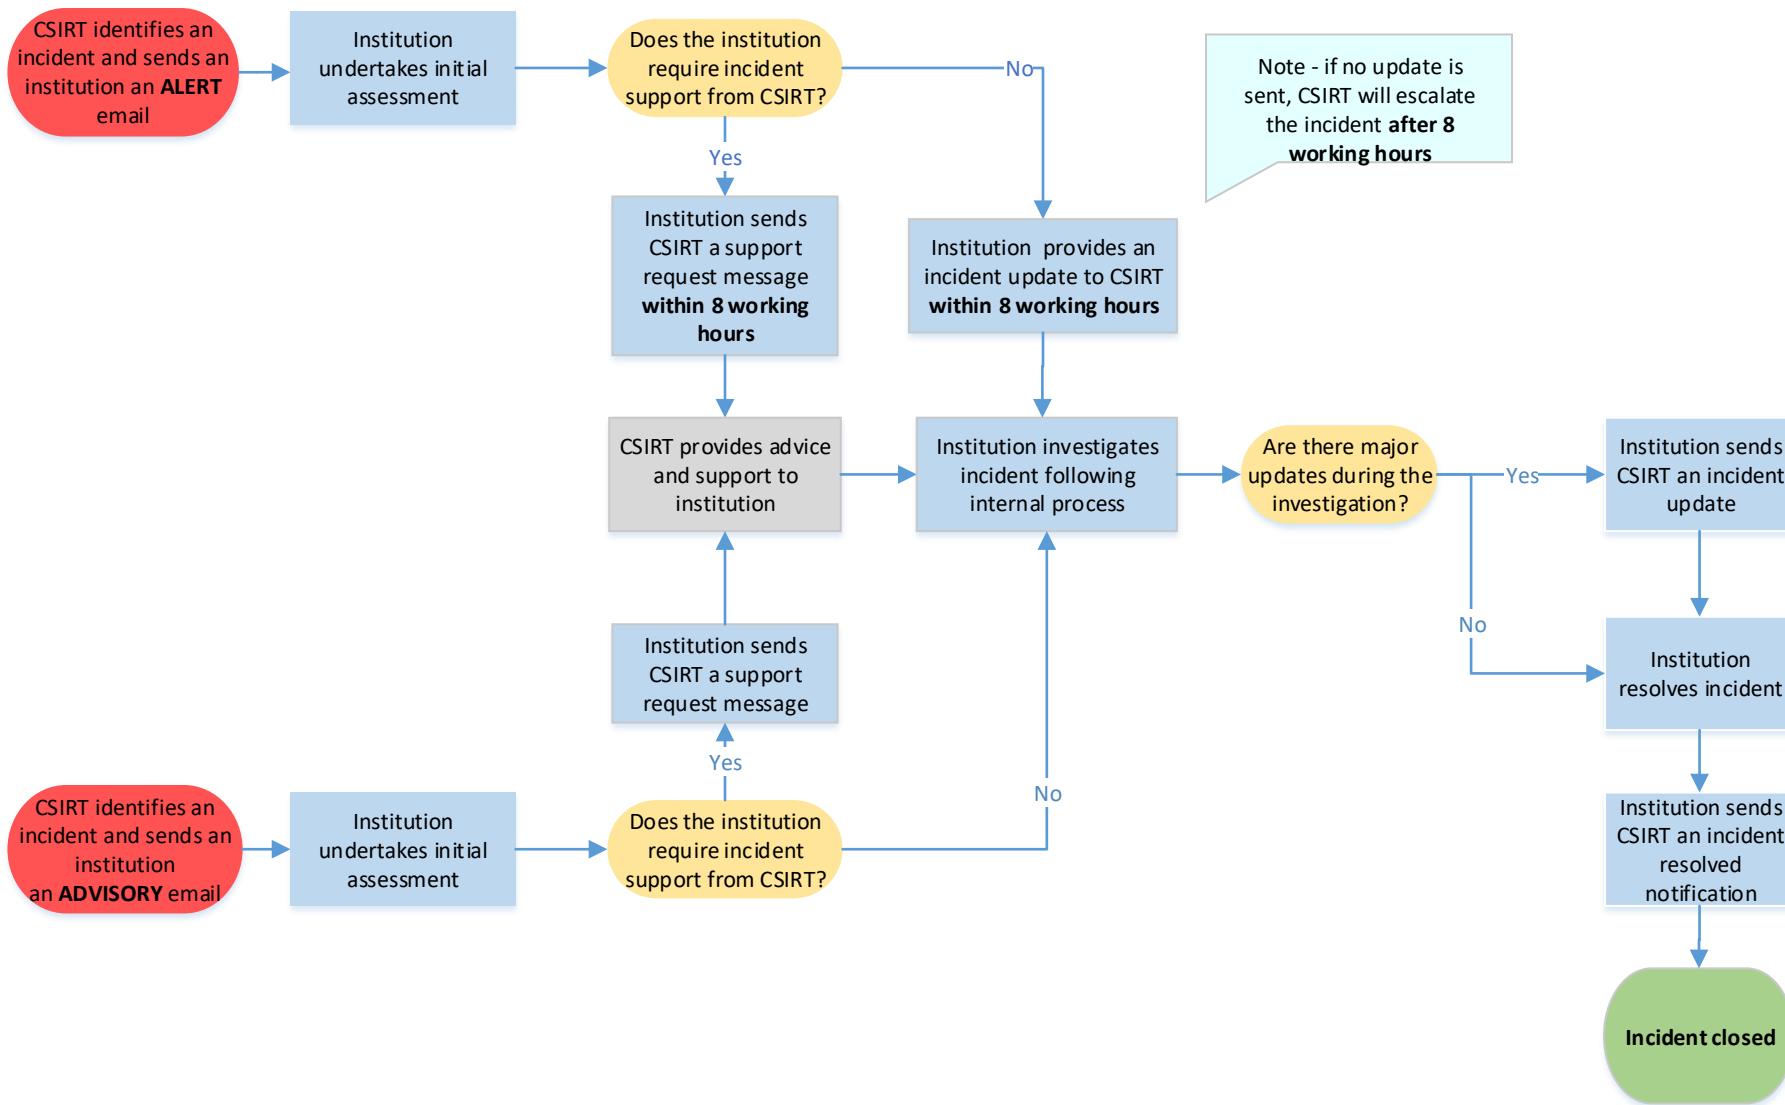 CSIRT identifies an
incident and sends an
institution an ALERT
email
Institution
undertakes initial
assessment
Does the institution
require incident
support from CSIRT?
No
Note - if no update is
sent, CSIRT will escalate
the incident after 8
working hours
Yes
Institution sends
CSIRT a support
request message
within 8 working
hours
Institution provides an
incident update to CSIRT
within 8 working hours
CSIRT provides advice
and support to
institution
Institution investigates
incident following
internal process
Are there major
updates during the
investigation?
Yes
Institution sends
CSIRT an incident
update
No
Institution
resolves incident
Institution sends
CSIRT a support
request message
Yes
No
CSIRT identifies an
incident and sends an
institution
an ADVISORY email
Institution
undertakes initial
assessment
Does the institution
require incident
support from CSIRT?
Institution sends
CSIRT an incident
resolved
notification
Incident closed